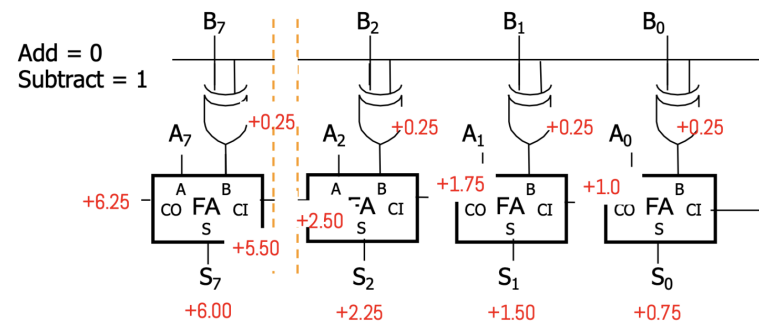 B7 B2 B1 B0
Add = 0
Subtract = 1
+0.25 +0.25 +0.25 +0.25
A7 A2 A1 A0
A B A B B B
+6.25 +1.75 +1.0
CO FA CI +2.50 FA CI CO FA CI CO FA CI
S S S S
+5.50
S7 S2 S1 S0
+6.00 +2.25 +1.50 +0.75